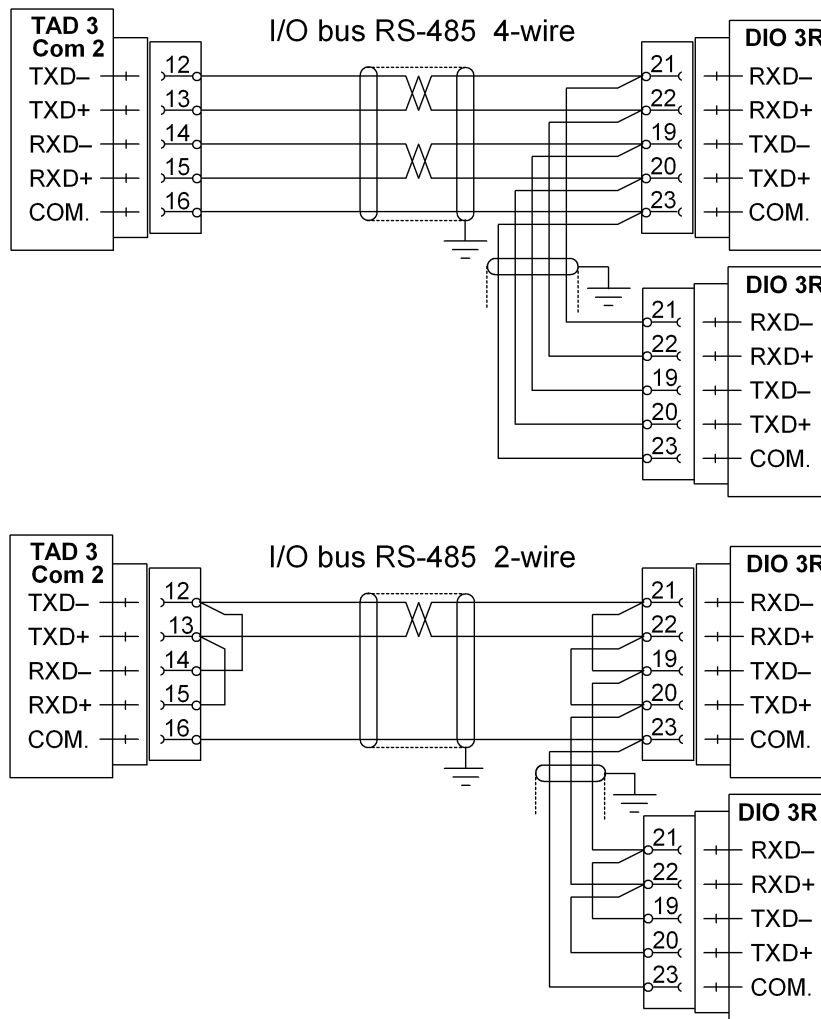 I/O bus RS-485 4-wire
TAD 3
Com 2
TXD– 12
TXD+ 13
RXD– 14
RXD+ 15
COM. 16
DIO 3R
21 RXD–
22 RXD+
19 TXD–
20 TXD+
23 COM.
DIO 3R
21 RXD–
22 RXD+
19 TXD–
20 TXD+
23 COM.
I/O bus RS-485 2-wire
TAD 3
Com 2
TXD– 12
TXD+ 13
RXD– 14
RXD+ 15
COM. 16
DIO 3R
21 RXD–
22 RXD+
19 TXD–
20 TXD+
23 COM.
DIO 3R
21 RXD–
22 RXD+
19 TXD–
20 TXD+
23 COM.